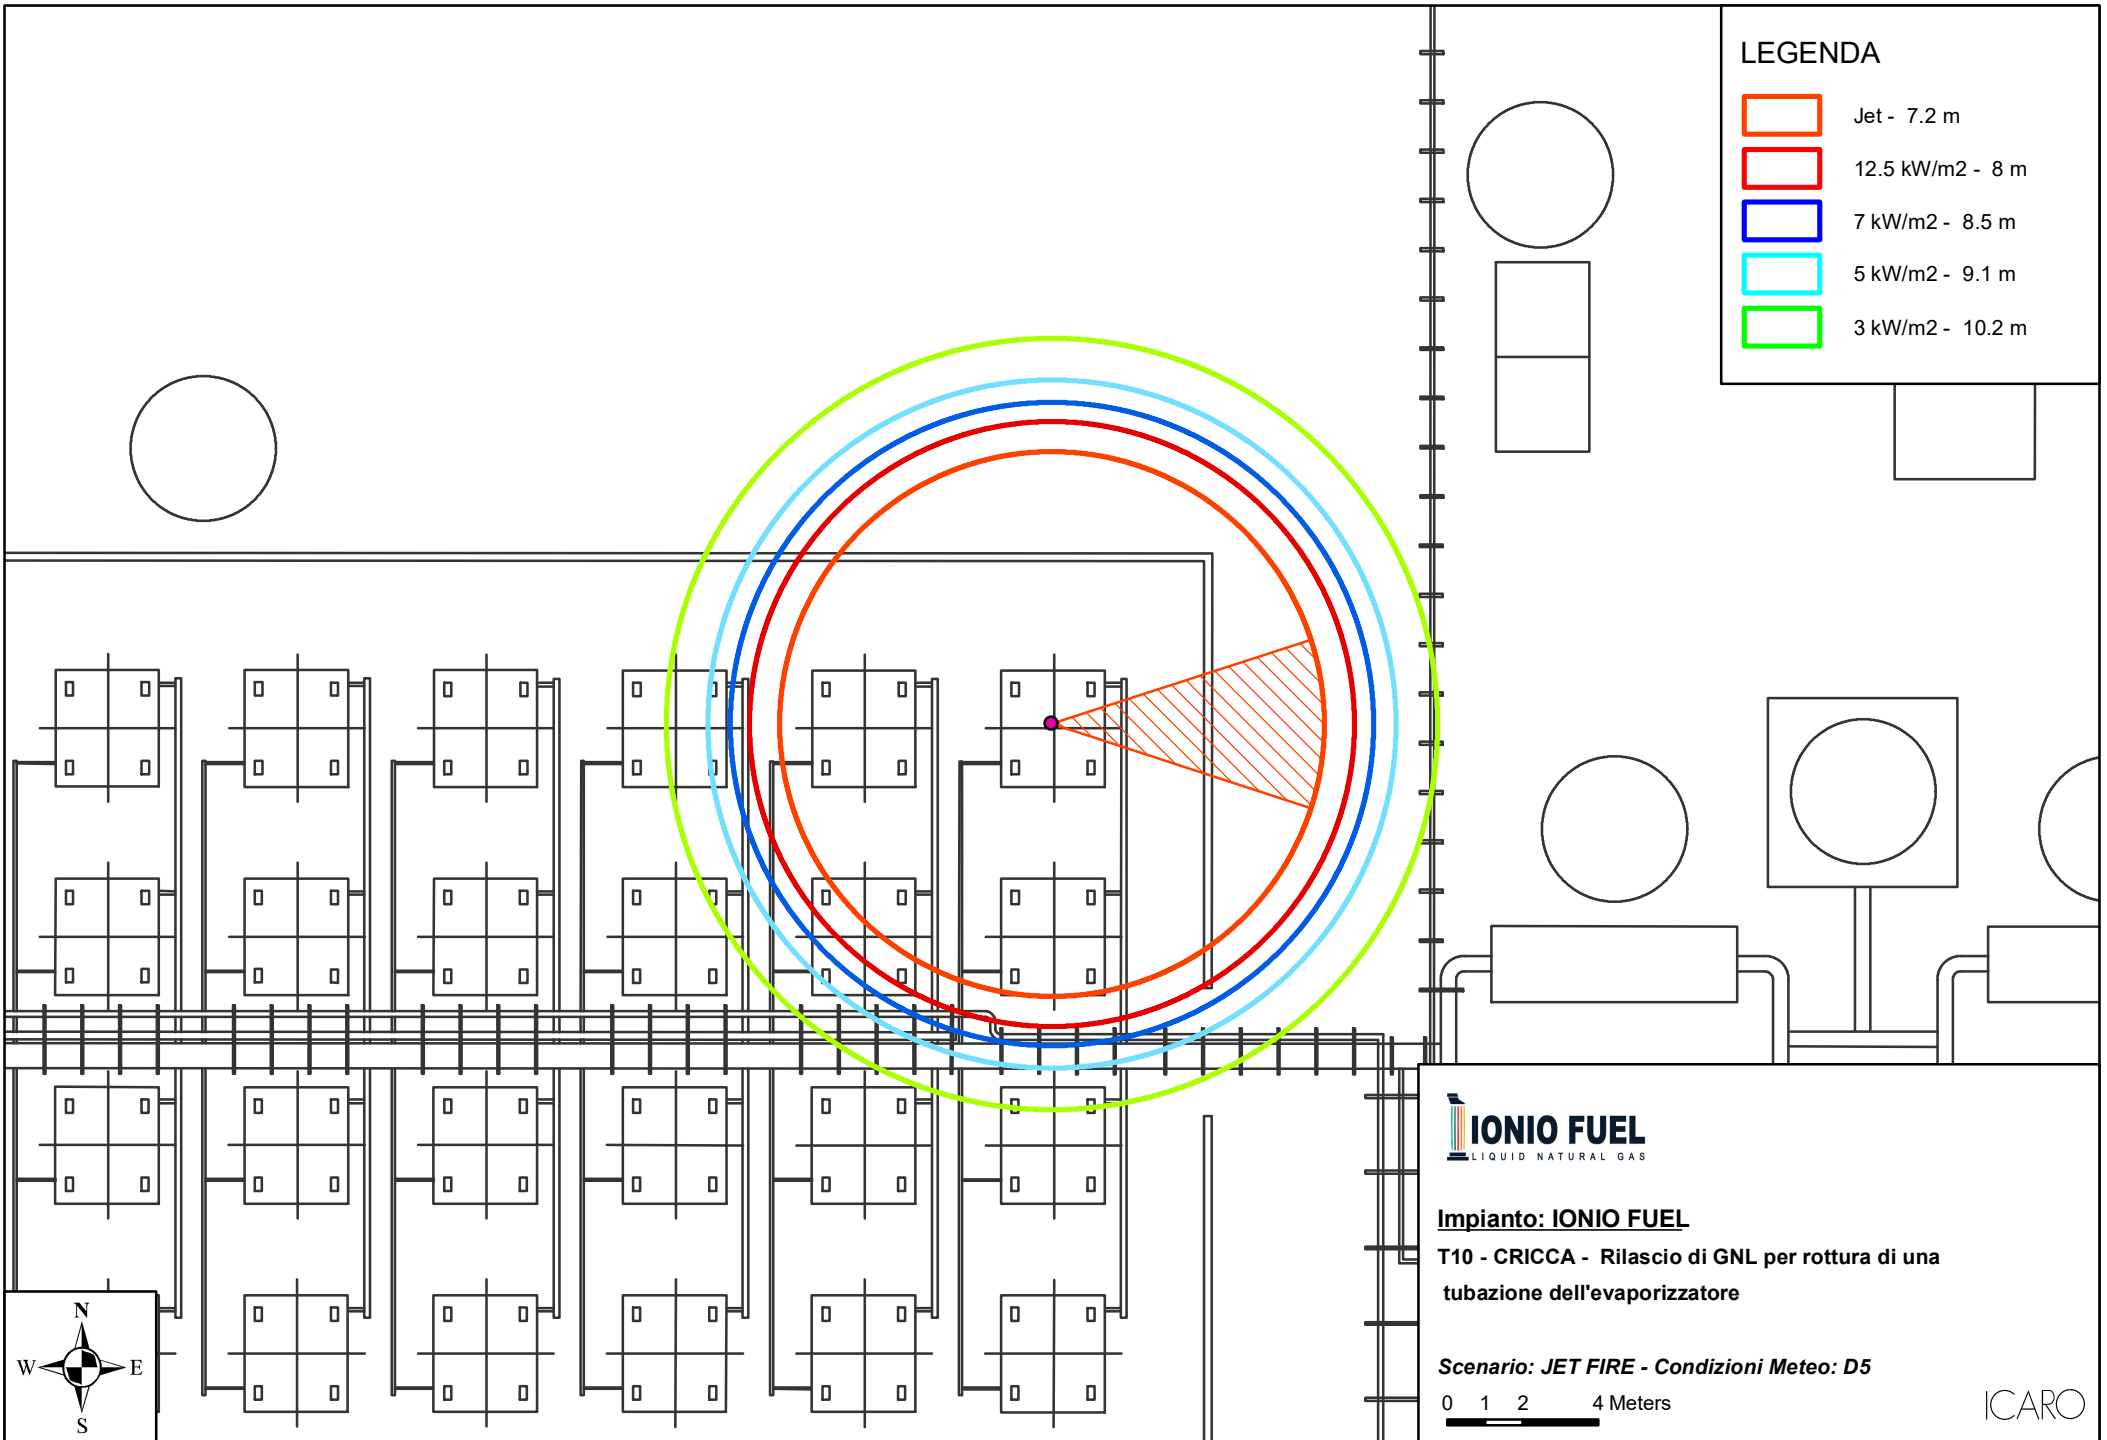 LEGENDA
Jet - 7.2 m
12.5 kW/m2 - 8 m
7 kW/m2 - 8.5 m
5 kW/m2 - 9.1 m
3 kW/m2 - 10.2 m
IONIO FUEL
LIQUID NATURAL GAS
Impianto: IONIO FUEL
T10 - CRICCA - Rilascio di GNL per rottura di una
tubazione dell'evaporizzatore
Scenario: JET FIRE - Condizioni Meteo: D5
0 1 2 4 Meters
ICARO
N
W E
S